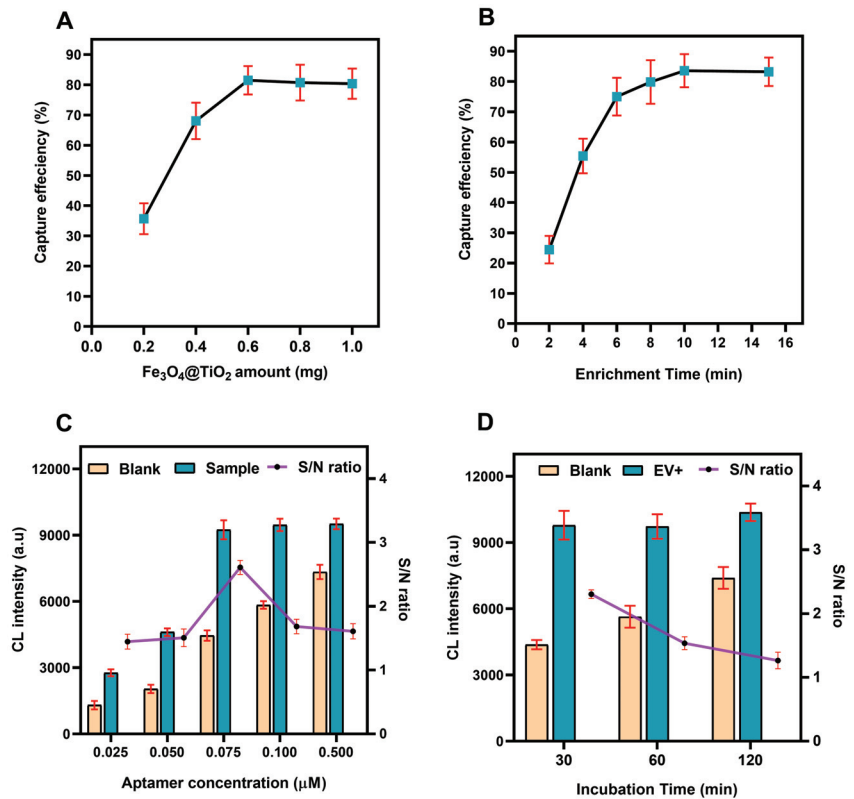 A
Capture effeciency (%)
90
80
70
60
50
40
30
20
10
0
0.0 0.2 0.4 0.6 0.8 1.0
Fe₃O₄@TiO₂ amount (mg)
B
Capture effeciency (%)
90
80
70
60
50
40
30
20
10
0
0 2 4 6 8 10 12 14 16
Enrichment Time (min)
C
Blank Sample S/N ratio
CL intensity (a.u)
12000
9000
6000
3000
0
4
3
2
1
0
S/N ratio
0.025 0.050 0.075 0.100 0.500
Aptamer concentration (μM)
D
Blank EV+ S/N ratio
CL intensity (a.u)
12000
9000
6000
3000
0
4
3
2
1
0
S/N ratio
30 60 120
Incubation Time (min)